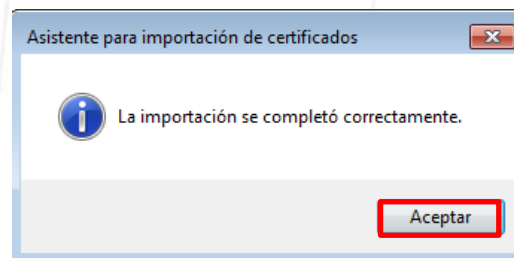 Asistente para importación de certificados
La importación se completó correctamente.
Aceptar